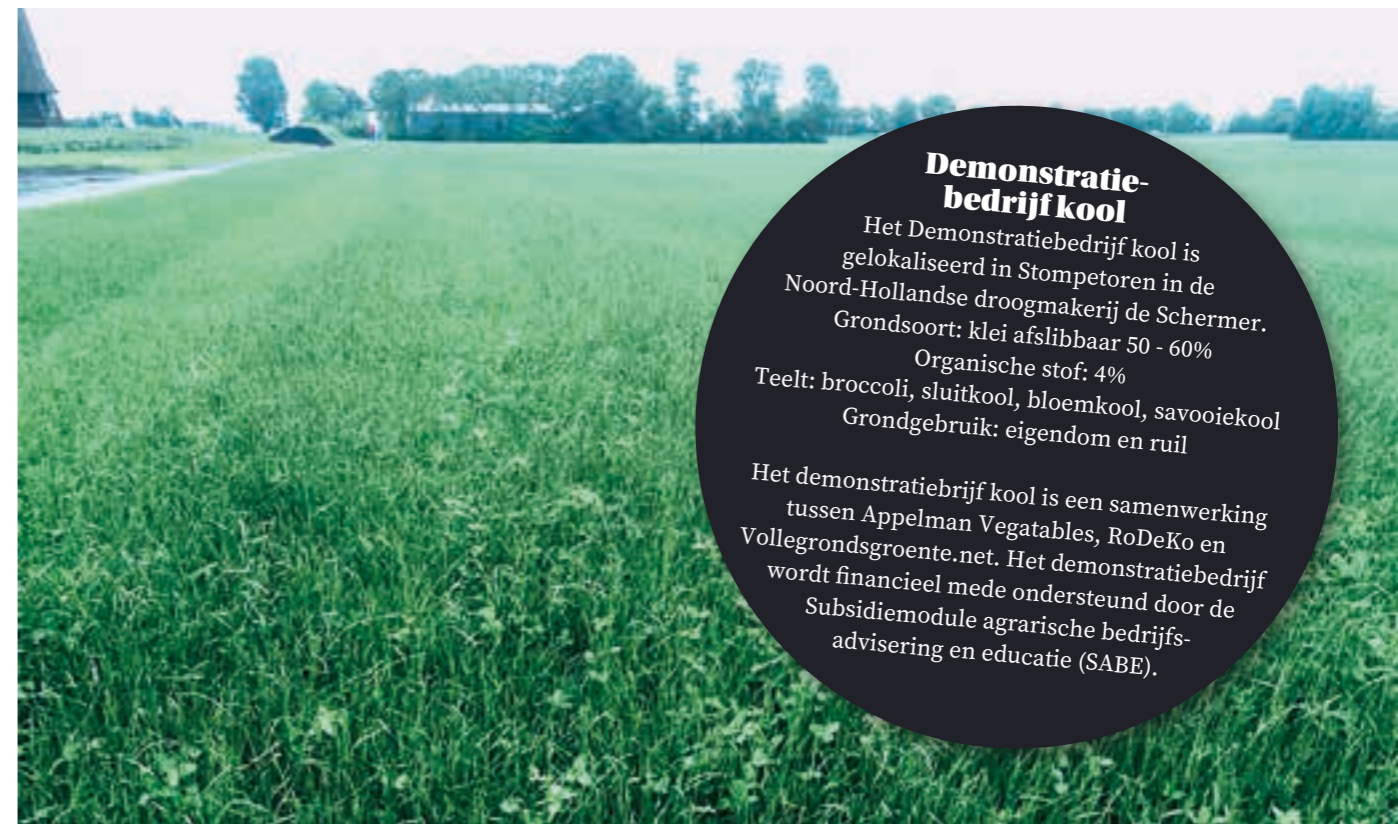 Demonstratie-
bedrijf kool
Het Demonstratiebedrijf kool is
gelokaliseerd in Stompetoren in de
Noord-Hollandse droogmakerij de Schermer.
Grondsoort: klei afslibbaar 50 - 60%
Organische stof: 4%
Teelt: broccoli, sluitkool, bloemkool, savooiekool
Grondgebruik: eigendom en ruil
Het demonstratiebrijf kool is een samenwerking
tussen Appelman Vegatables, RoDeKo en
Vollegrondsgroente.net. Het demonstratiebedrijf
wordt financieel mede ondersteund door de
Subsidiemodule agrarische bedrijfs-
advisering en educatie (SABE).